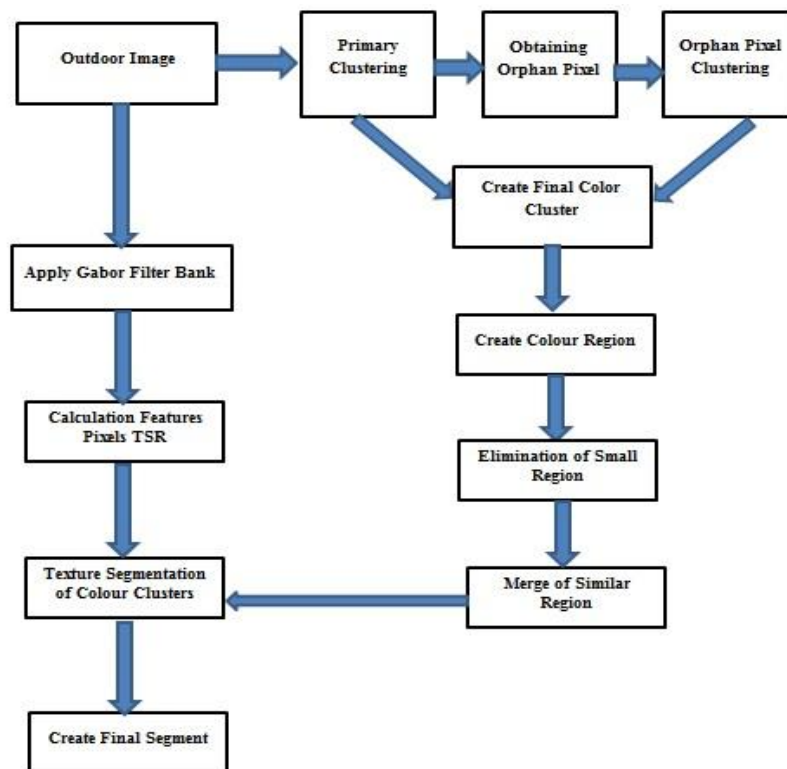 Outdoor Image
Primary
Clustering
Obtaining
Orphan Pixel
Orphan Pixel
Clustering
Create Final Color
Cluster
Apply Gabor Filter Bank
Create Colour Region
Calculation Features
Pixels TSR
Elimination of Small
Region
Texture Segmentation
of Colour Clusters
Merge of Similar
Region
Create Final Segment